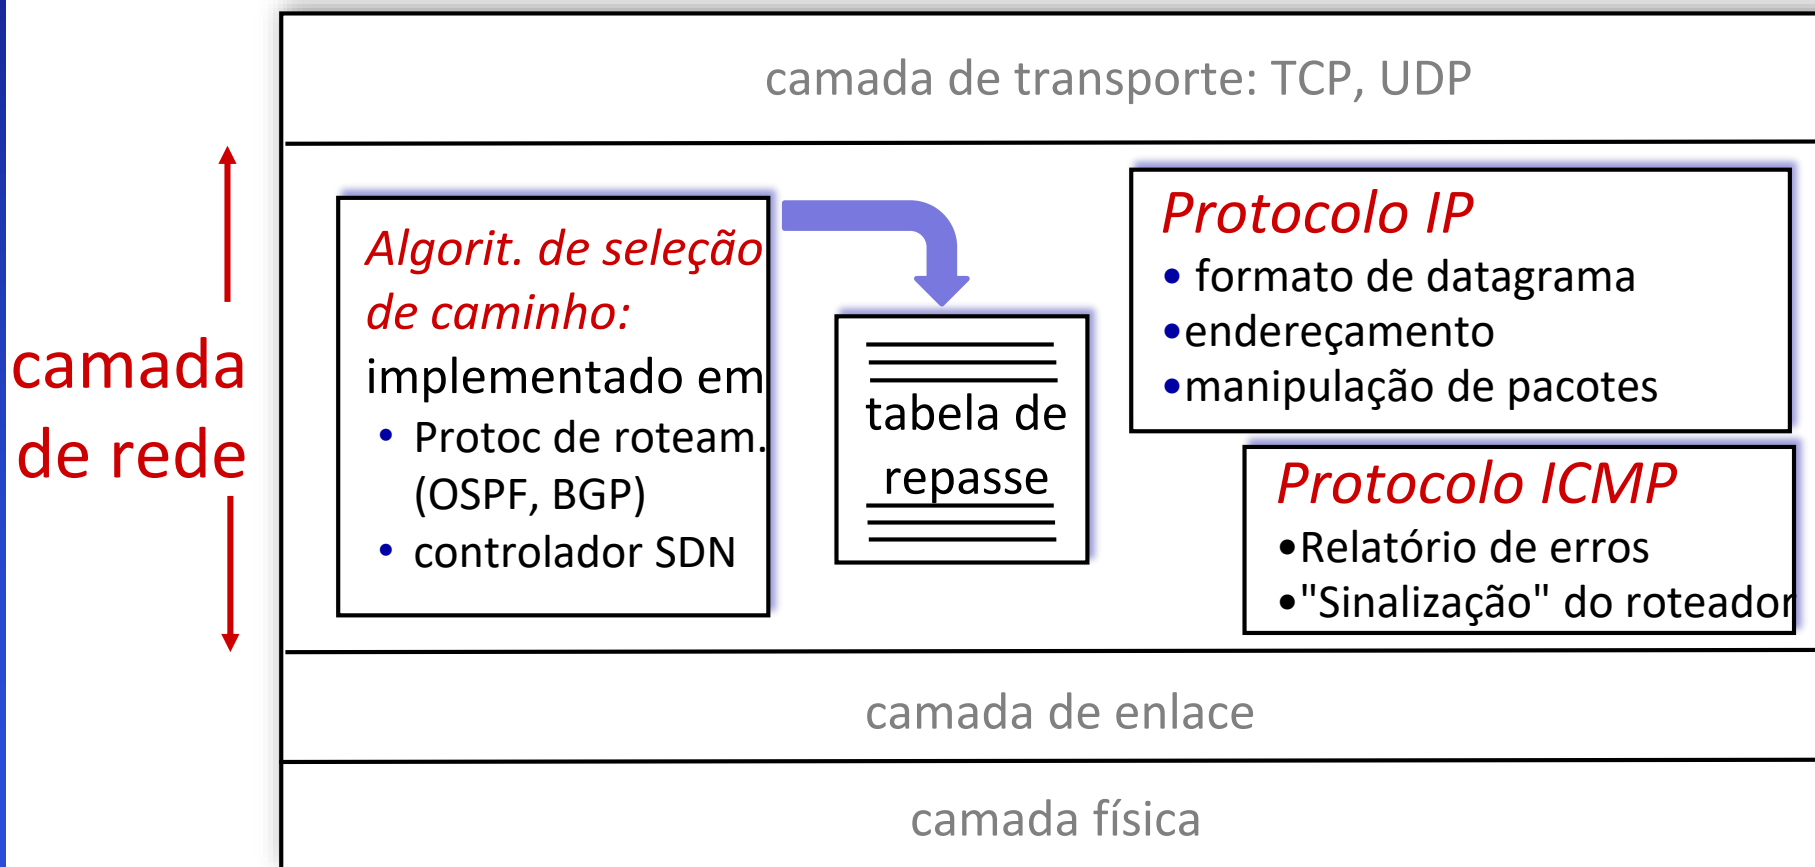 camada de transporte: TCP, UDP
camada
de rede
Algorit. de seleção
de caminho:
implementado em
• Protoc de roteam.
(OSPF, BGP)
• controlador SDN
tabela de
repasse
Protocolo IP
• formato de datagrama
•endereçamento
•manipulação de pacotes
Protocolo ICMP
•Relatório de erros
•"Sinalização" do roteador
camada de enlace
camada física